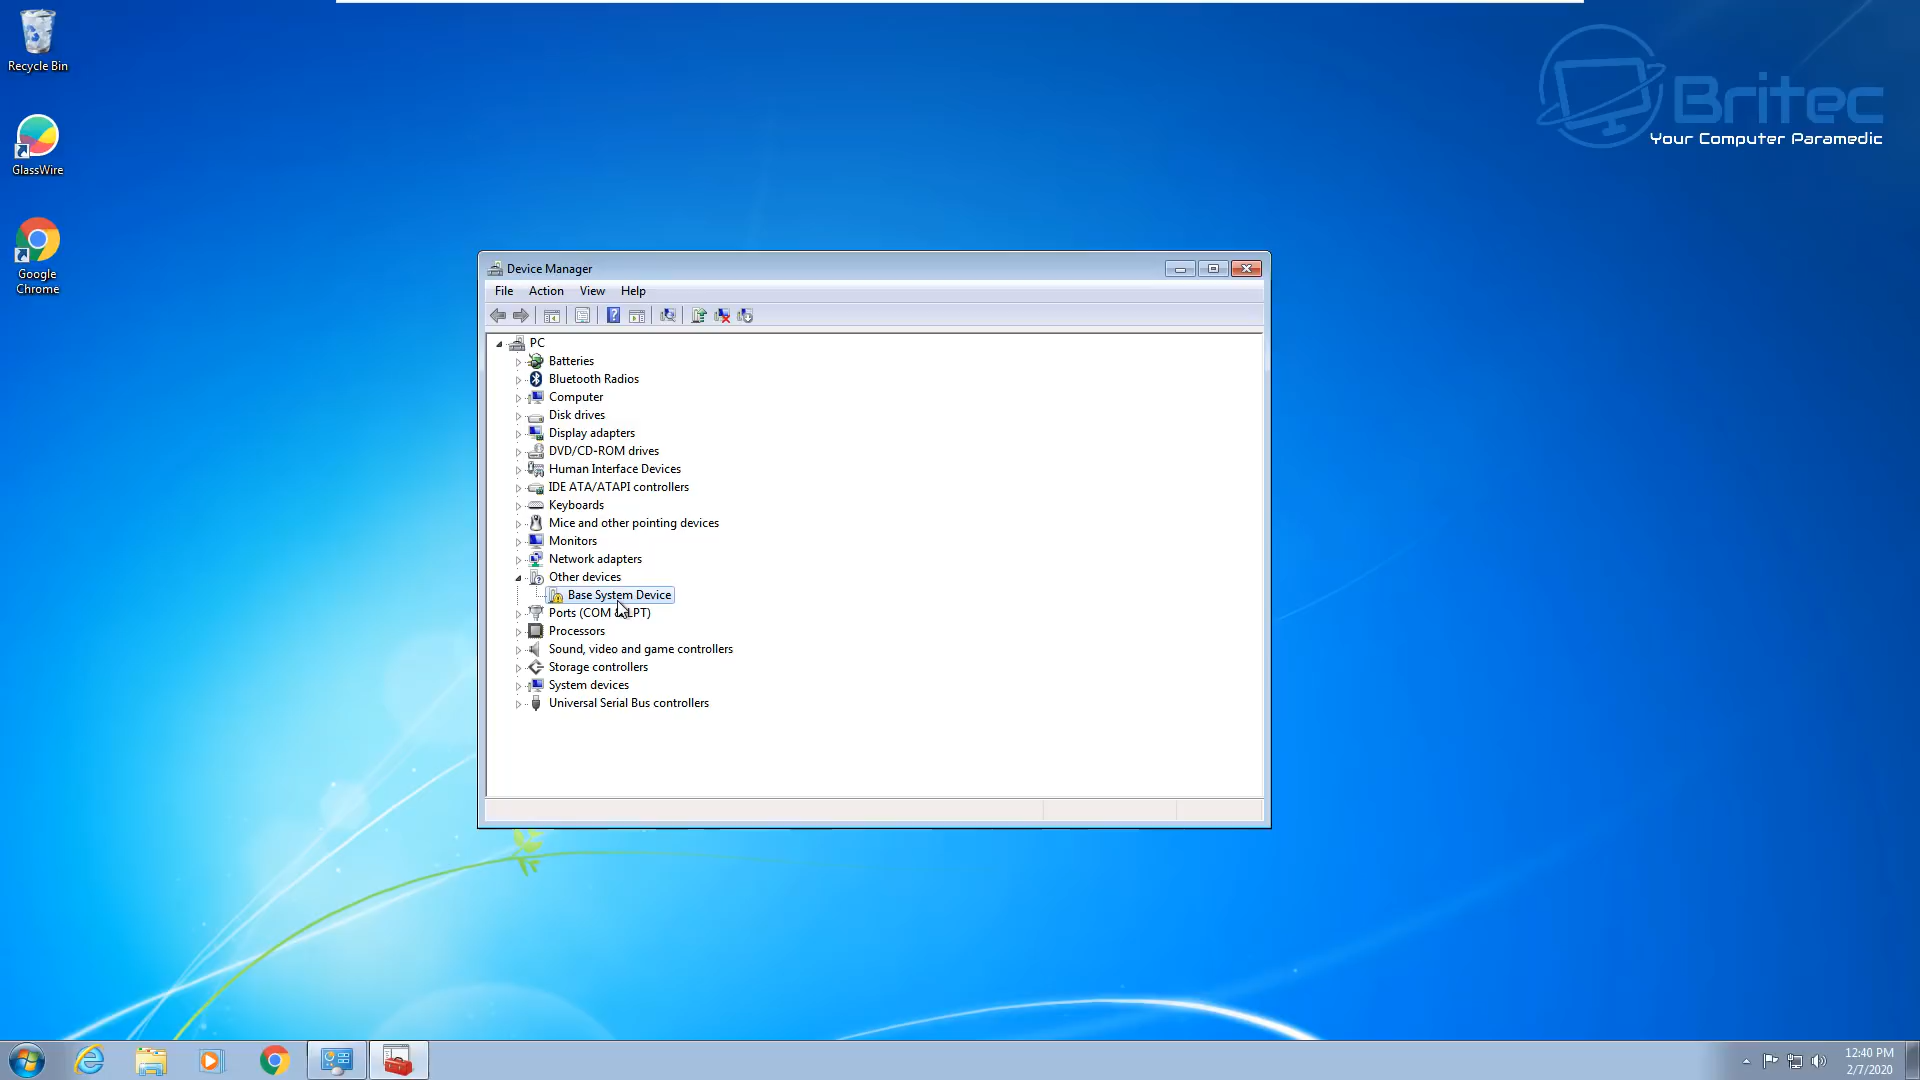 Recycle Bin
GlassWire
Google
Chrome
Britec
Your Computer Paramedic
Device Manager
File Action View Help
PC
Batteries
Bluetooth Radios
Computer
Disk drives
Display adapters
DVD/CD-ROM drives
Human Interface Devices
IDE ATA/ATAPI controllers
Keyboards
Mice and other pointing devices
Monitors
Network adapters
Other devices
Base System Device
Ports (COM & LPT)
Processors
Sound, video and game controllers
Storage controllers
System devices
Universal Serial Bus controllers
12:40 PM
2/7/2020